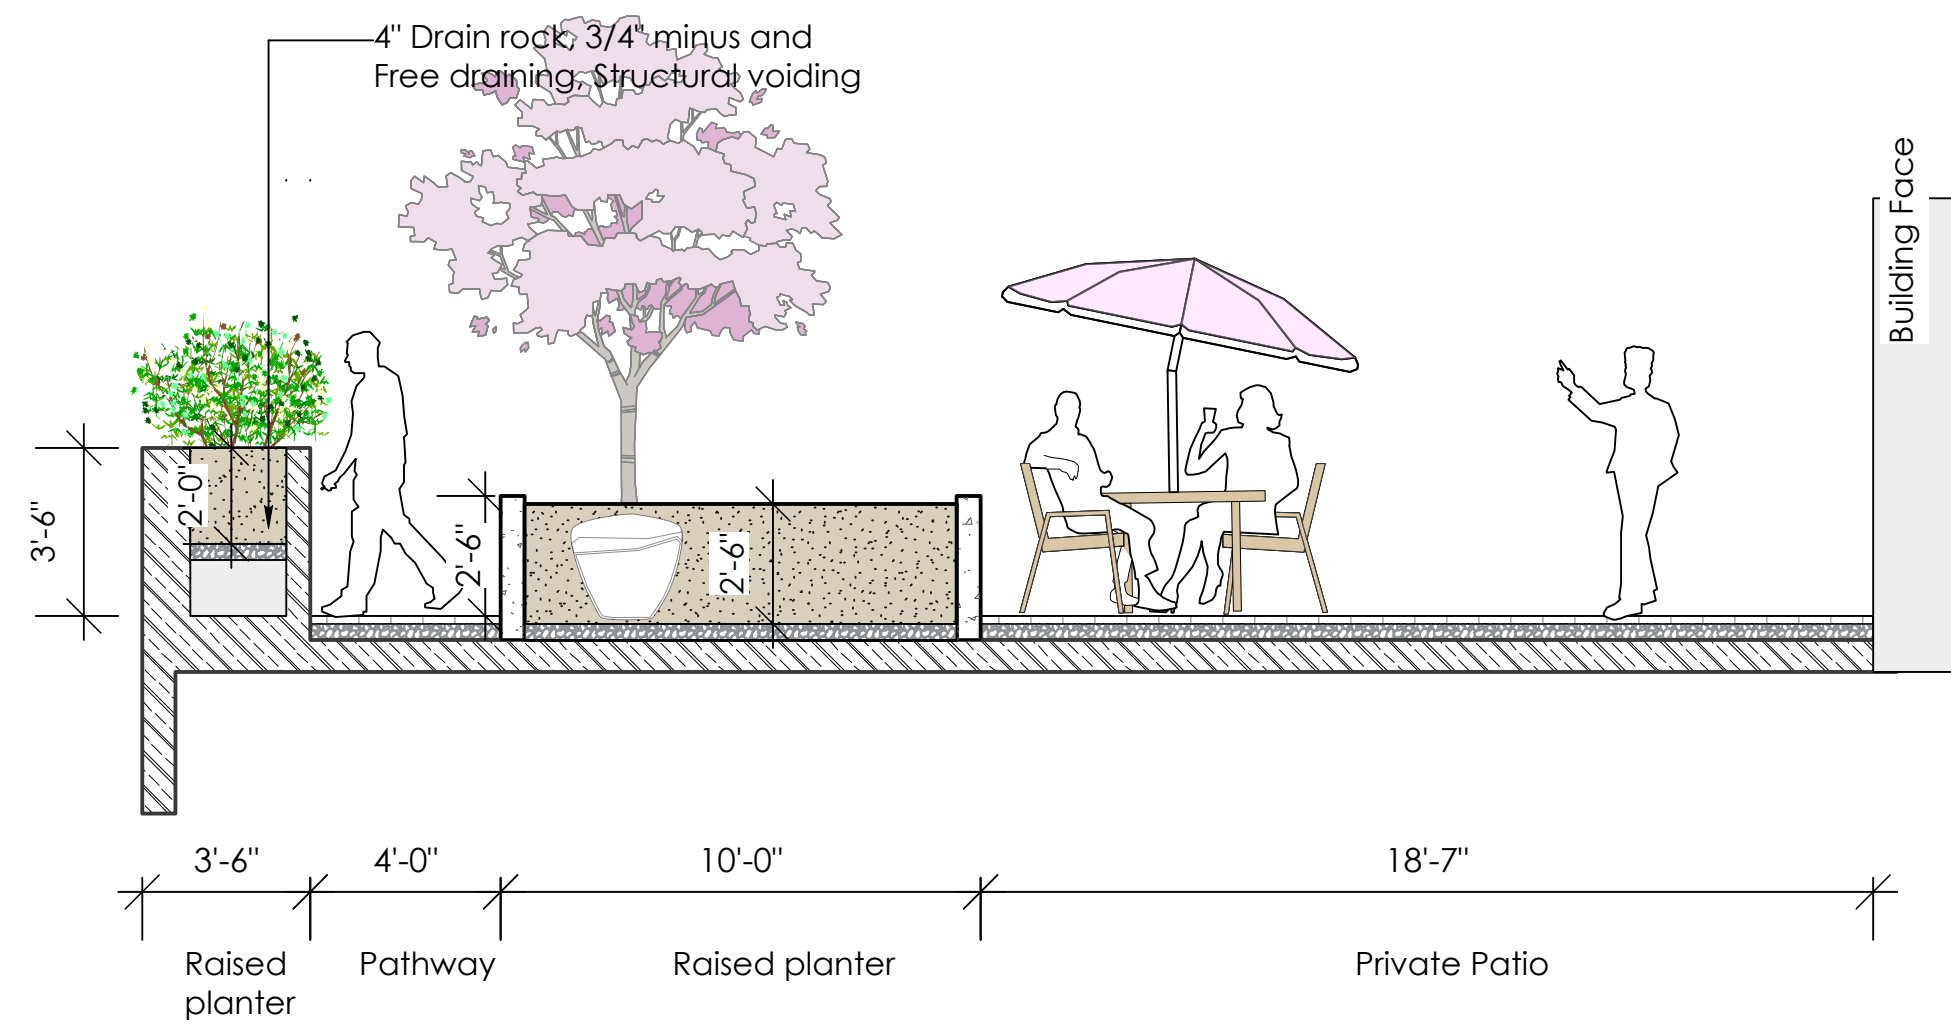 4" Drain rock, 3/4" minus and
Free draining, Structural voiding
Building Face
3'-6"
2'-0"
2'-6"
2'-6"
3'-6"
4'-0"
10'-0"
18'-7"
Raised
planter
Pathway
Raised planter
Private Patio